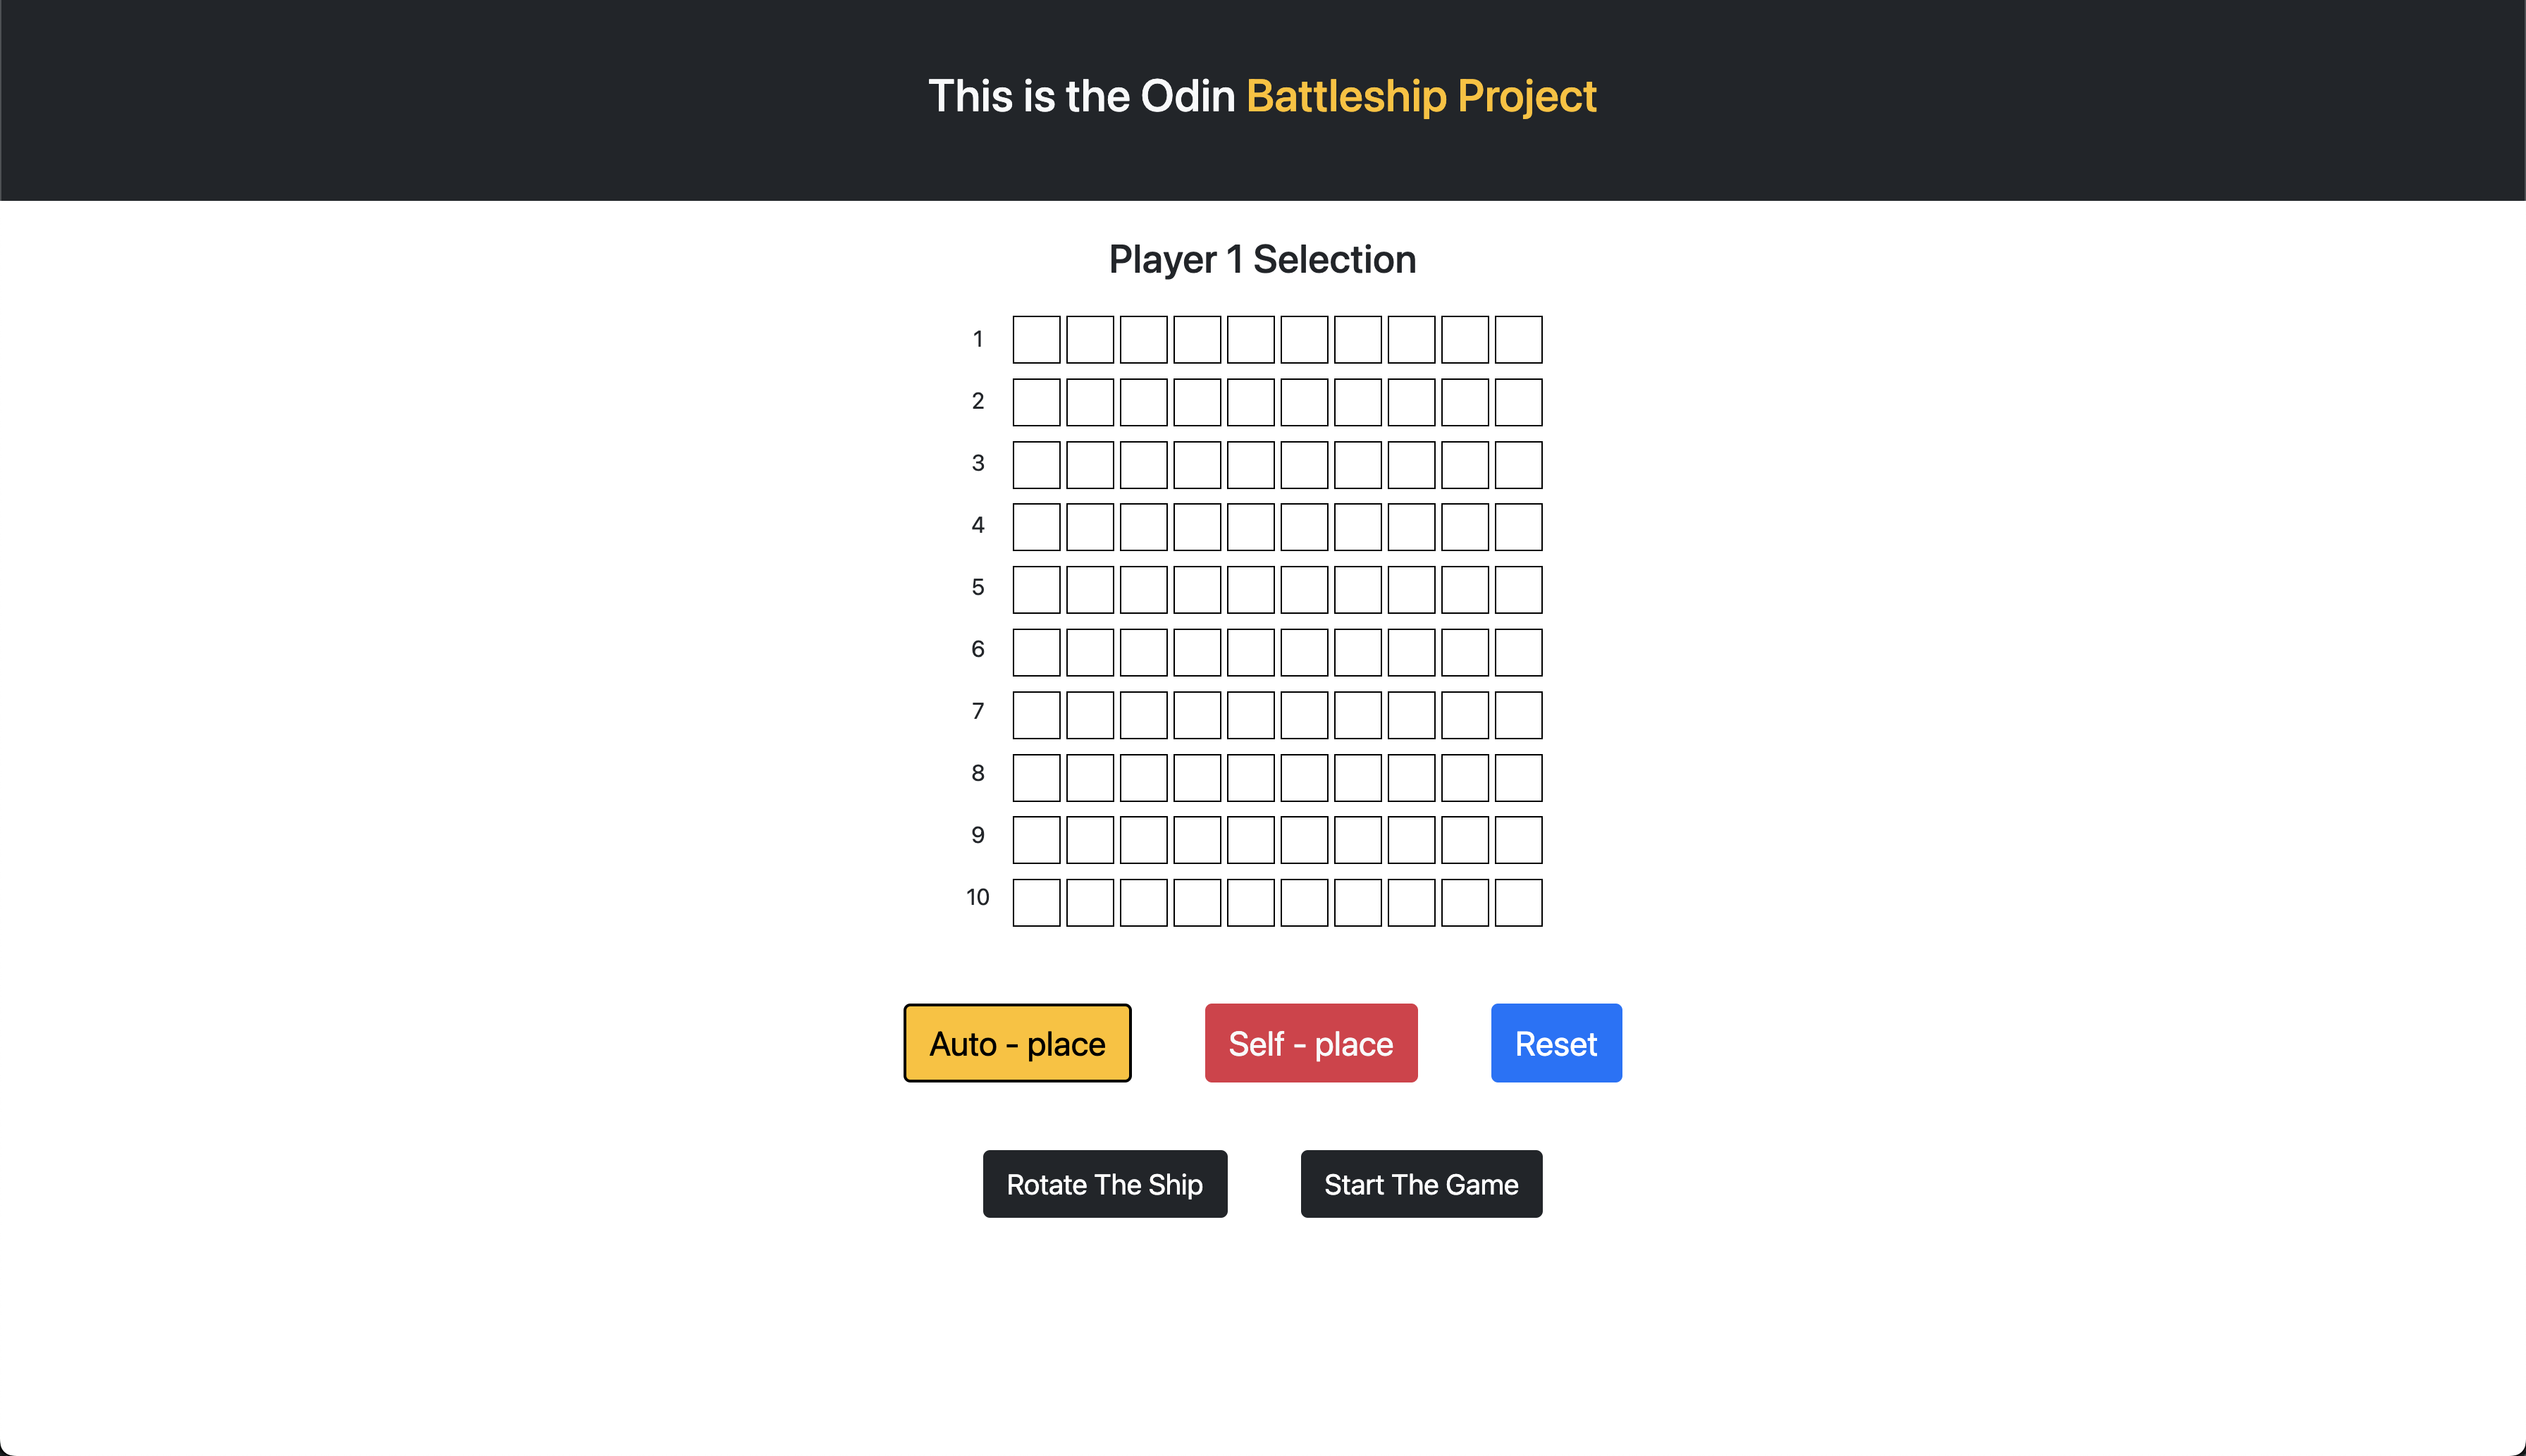 This is the Odin Battleship Project
Player 1 Selection
1
2
3
4
5
6
7
8
9
10
Auto - place
Self - place
Reset
Rotate The Ship
Start The Game